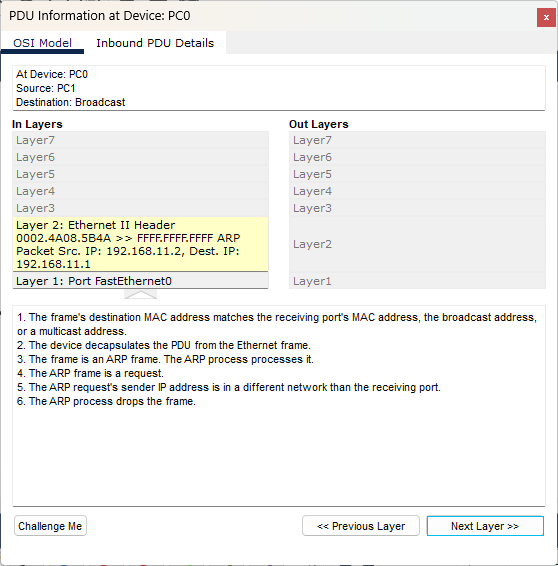 PDU Information at Device: PC0
x
OSI Model
Inbound PDU Details
At Device: PC0
Source: PC1
Destination: Broadcast
In Layers
Out Layers
Layer7
Layer7
Layer6
Layer6
Layer5
Layer5
Layer4
Layer4
Layer3
Layer3
Layer 2: Ethernet II Header
0002.4A08.5B4A >> FFFF.FFFF.FFFF ARP
Packet Src. IP: 192.168.11.2, Dest. IP:
192.168.11.1
Layer2
Layer 1: Port FastEthernet0
Layer1
1. The frame's destination MAC address matches the receiving port's MAC address, the broadcast address,
or a multicast address.
2. The device decapsulates the PDU from the Ethernet frame.
3. The frame is an ARP frame. The ARP process processes it.
4. The ARP frame is a request.
5. The ARP request's sender IP address is in a different network than the receiving port.
6. The ARP process drops the frame.
Challenge Me
<< Previous Layer
Next Layer >>